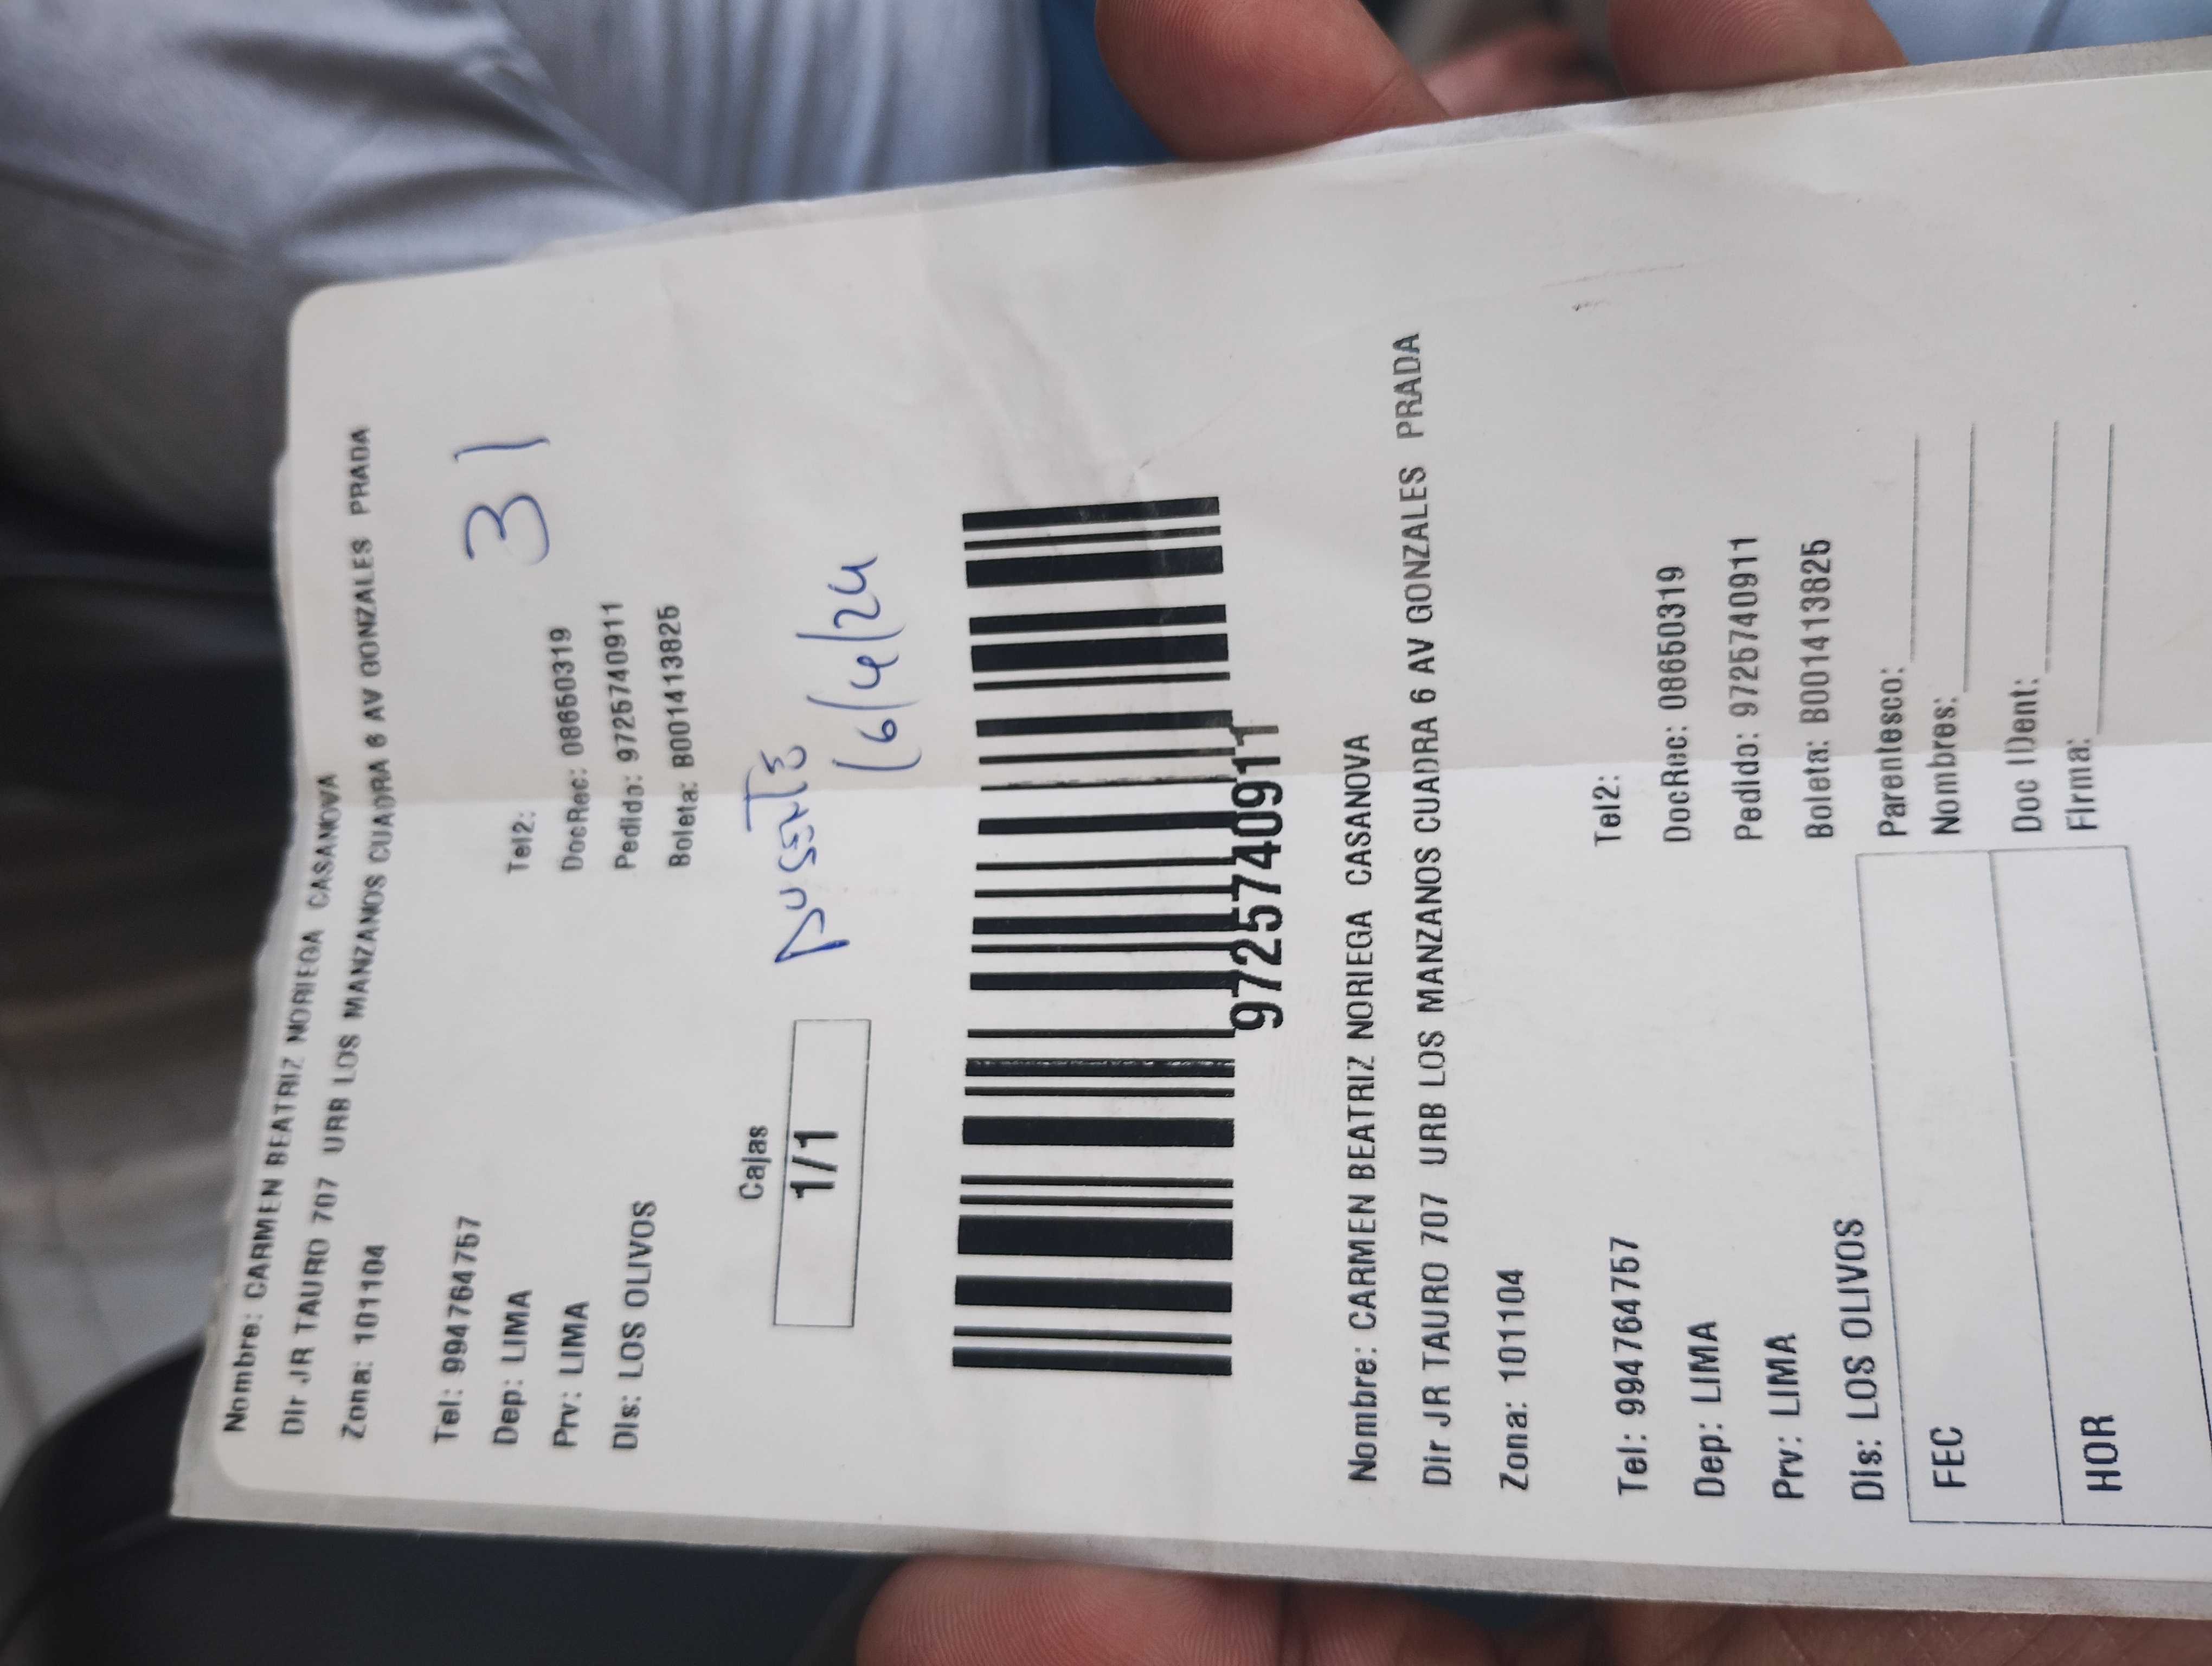 Nombre: CARMEN BEATRIZ NORIEGA CASANOVA
Dir JR TAURO 707 URB LOS MANZANOS CUADRA 6 AV GONZALES PRADA
Zona: 101104
31
Tel: 994764757 Tel2:
Dep: LIMA DocRec: 08650319
Prv: LIMA Pedido: 9725740911
Dis: LOS OLIVOS Boleta: B001413825
Cajas
1/1
AUSENTE
16/4/24
9725740911
Nombre: CARMEN BEATRIZ NORIEGA CASANOVA
Dir JR TAURO 707 URB LOS MANZANOS CUADRA 6 AV GONZALES PRADA
Zona: 101104
Tel: 994764757 Tel2:
Dep: LIMA DocRec: 08650319
Prv: LIMA Pedido: 9725740911
Dis: LOS OLIVOS Boleta: B001413825
Parentesco:
FEC Nombres:
Doc IDent:
HOR Firma: